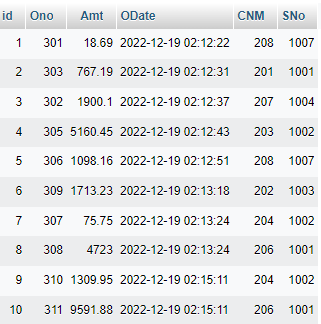 id Ono Amt ODate CNM SNo
1 301 18.69 2022-12-19 02:12:22 208 1007
2 303 767.19 2022-12-19 02:12:31 201 1001
3 302 1900.1 2022-12-19 02:12:37 207 1004
4 305 5160.45 2022-12-19 02:12:43 203 1002
5 306 1098.16 2022-12-19 02:12:51 208 1007
6 309 1713.23 2022-12-19 02:13:18 202 1003
7 307 75.75 2022-12-19 02:13:24 204 1002
8 308 4723 2022-12-19 02:13:24 206 1001
9 310 1309.95 2022-12-19 02:15:11 204 1002
10 311 9591.88 2022-12-19 02:15:11 206 1001